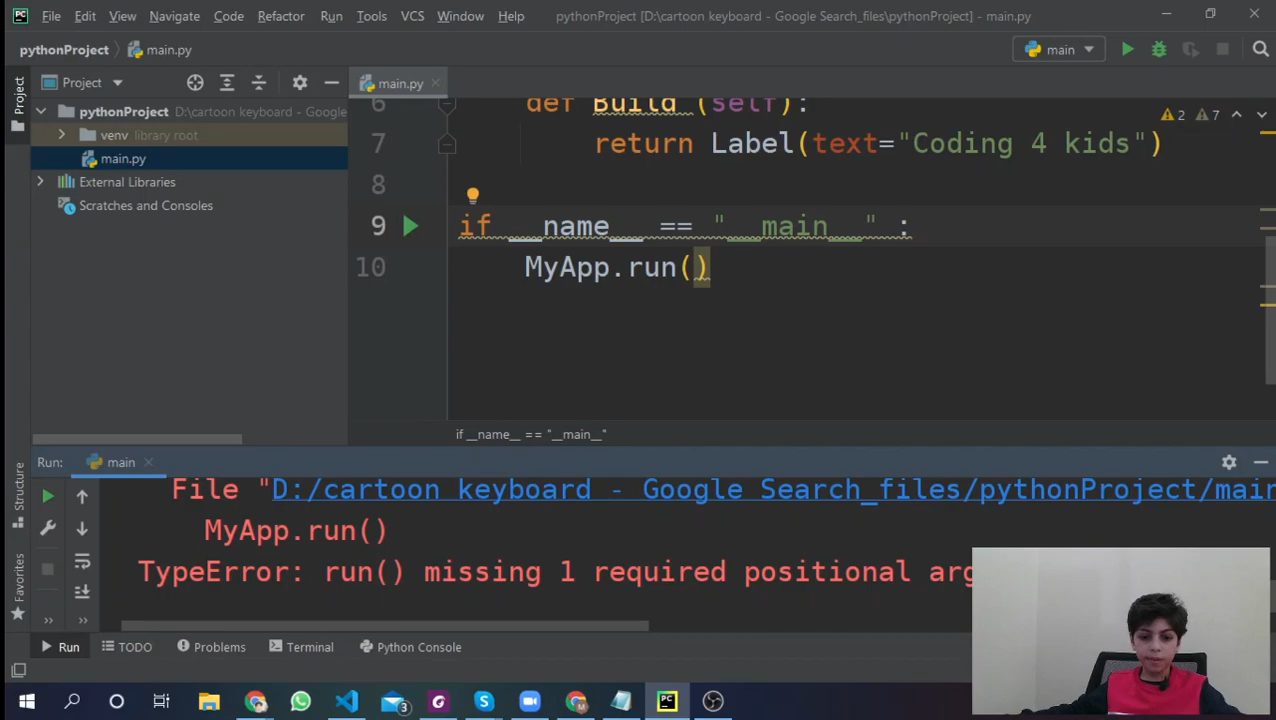 PC File Edit View Navigate Code Refactor Run Tools VCS Window Help pythonProject [D:\cartoon keyboard - Google Search_files\pythonProject] - main.py
pythonProject main.py main
Project Project main.py
6 def Build (self): 2 7
pythonProject D:\cartoon keyboard - Google
venv library root
7 return Label(text="Coding 4 kids")
main.py
External Libraries
8
Scratches and Consoles
9 if __name__ == "__main__" :
10 MyApp.run()
if __name__ == "__main__"
Run: main
Structure
Favorites
File "D:/cartoon keyboard - Google Search_files/pythonProject/main
MyApp.run()
TypeError: run() missing 1 required positional arg
Run TODO Problems Terminal Python Console
3 PC